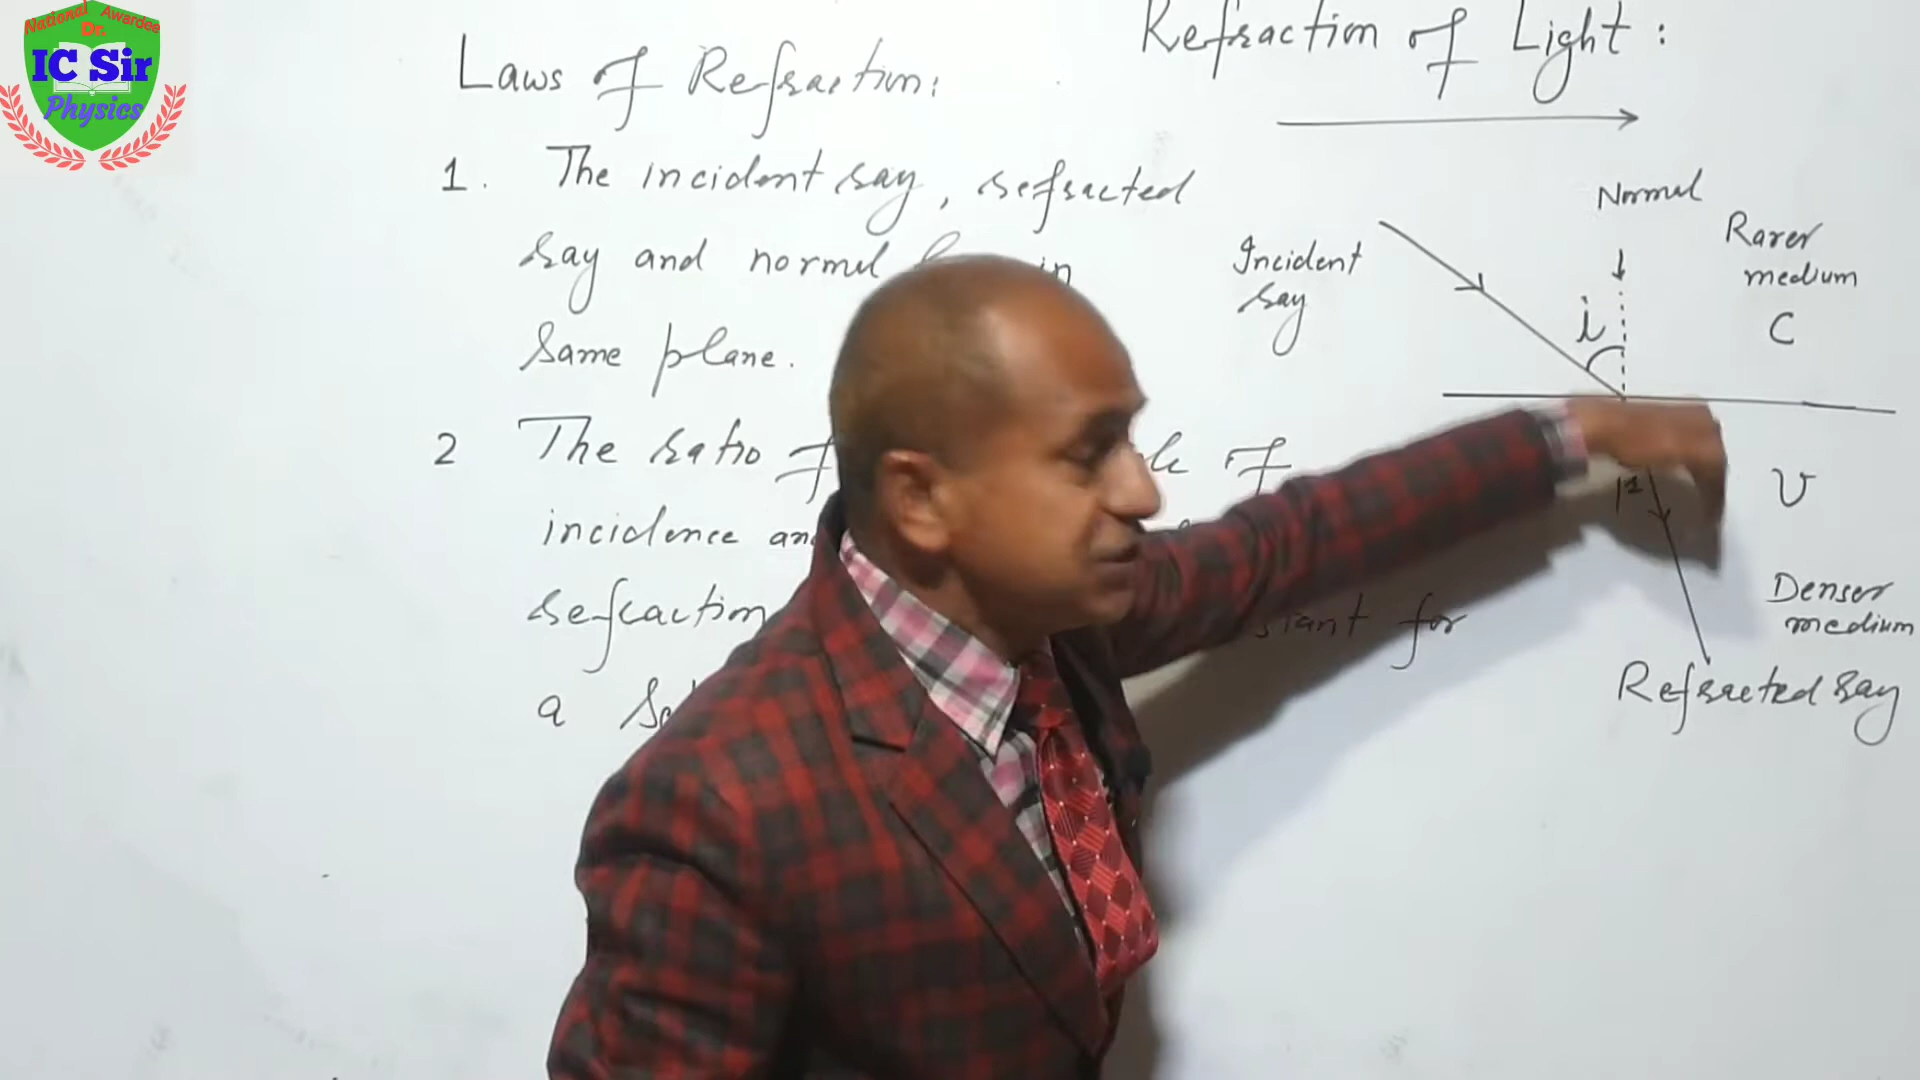 National Awardee
Dr.
IC Sir
Physics
Laws of Refraction:
1. The incident ray, refracted
ray and normal in
same plane.
2 The ratio of of
incidence
refraction for
a
Refraction of Light:
Normal
Rarer
medium
Incident
ray
i
C
r
v
Denser
medium
Refracted ray